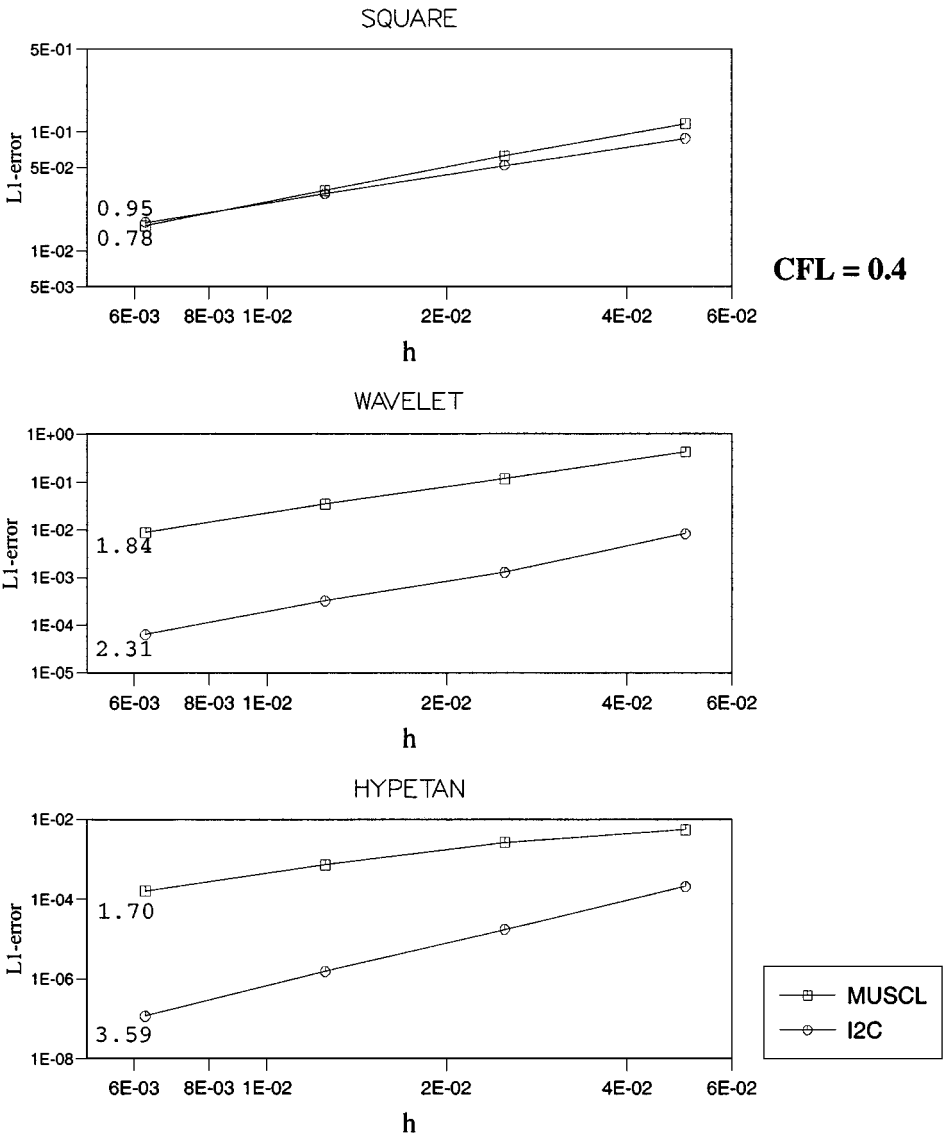 SQUARE
5E-01
1E-01
5E-02
1E-02
5E-03
L1-error
0.95
0.78
6E-03 8E-03 1E-02 2E-02 4E-02 6E-02
h
CFL = 0.4
WAVELET
1E+00
1E-01
1E-02
1E-03
1E-04
1E-05
L1-error
1.84
2.31
6E-03 8E-03 1E-02 2E-02 4E-02 6E-02
h
HYPETAN
1E-02
1E-04
1E-06
1E-08
L1-error
1.70
3.59
6E-03 8E-03 1E-02 2E-02 4E-02 6E-02
h
MUSCL
I2C